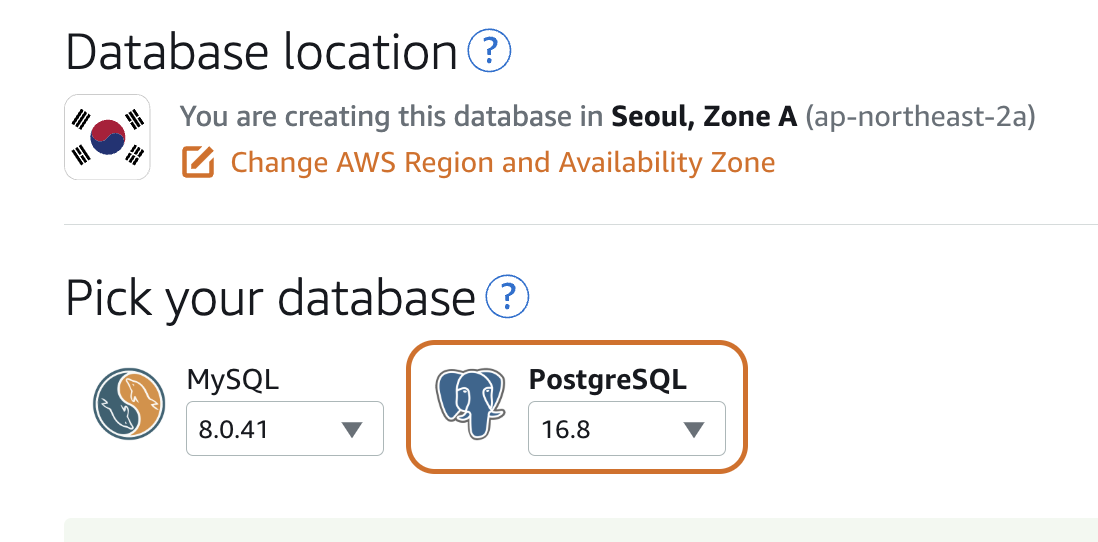 Database location ?
You are creating this database in Seoul, Zone A (ap-northeast-2a)
Change AWS Region and Availability Zone
Pick your database ?
MySQL
8.0.41
PostgreSQL
16.8